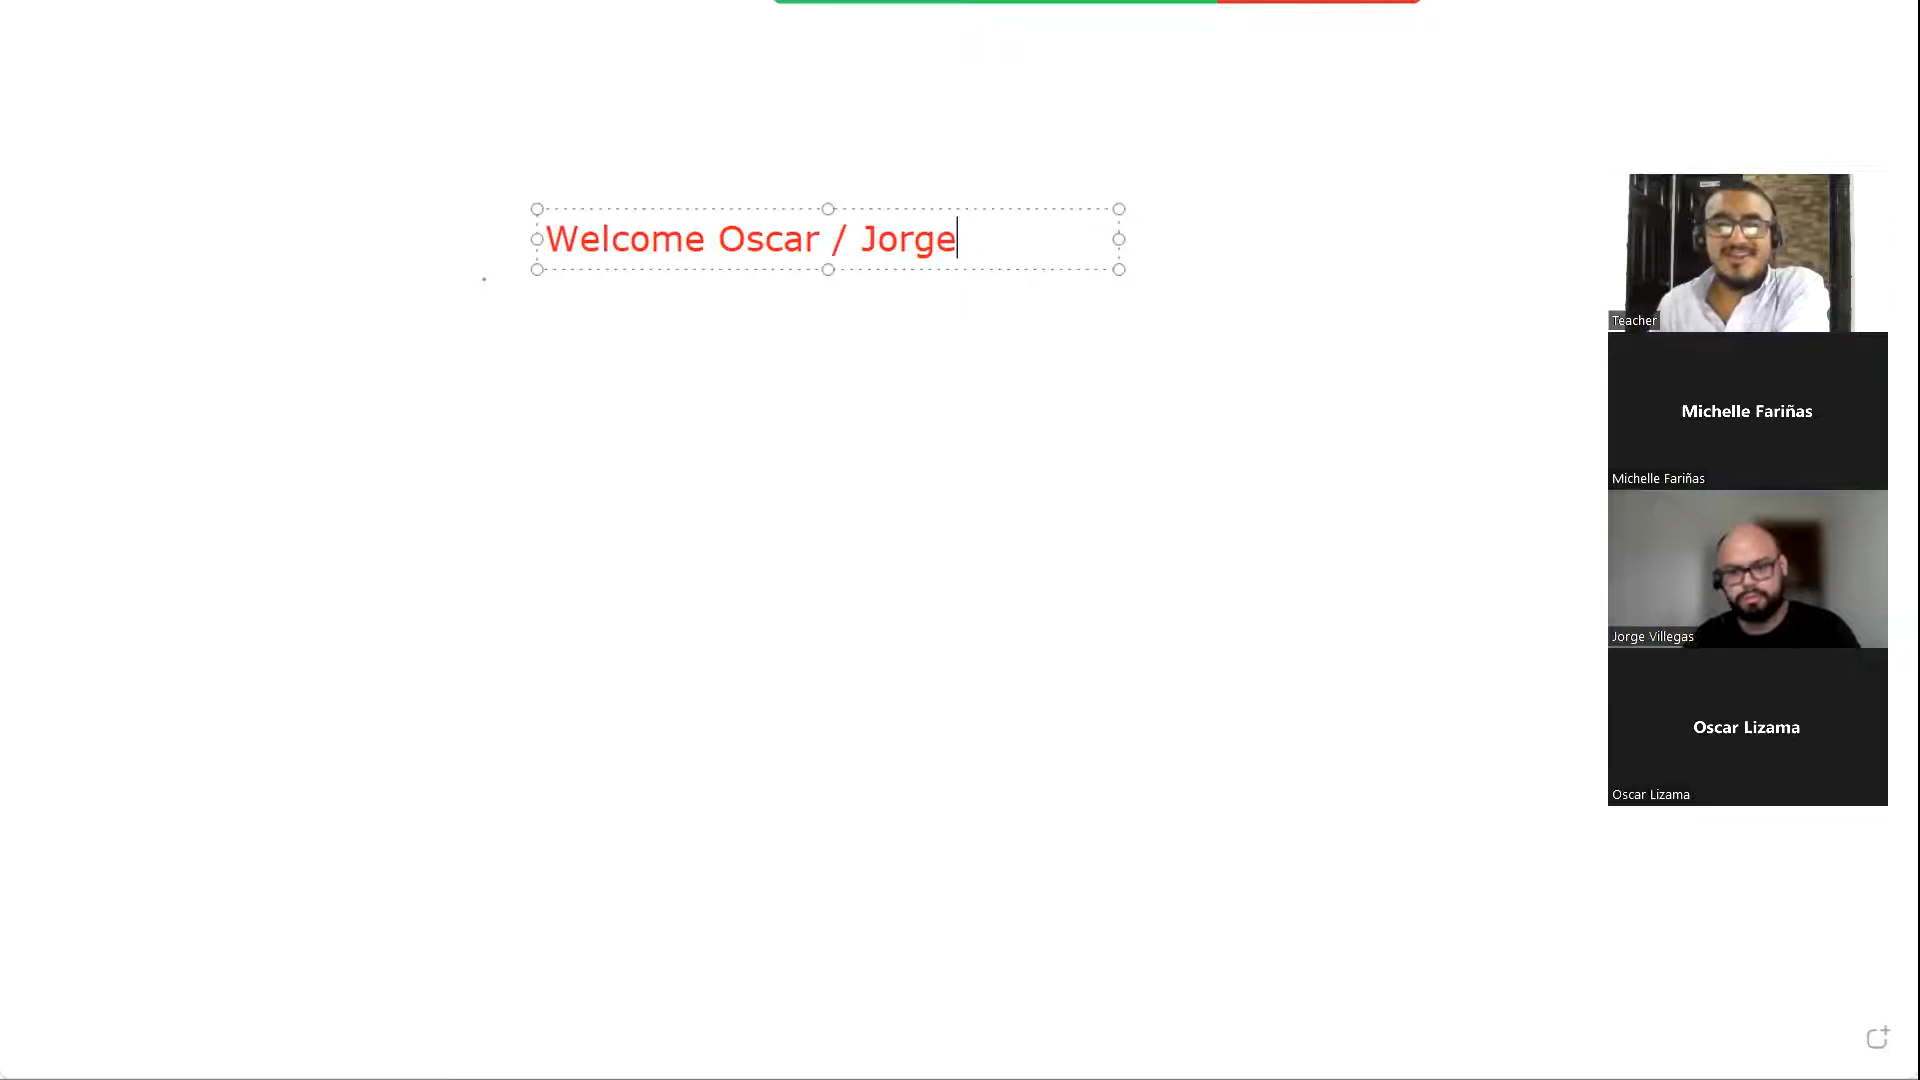 Welcome Oscar / Jorge
Teacher
Michelle Fariñas
Michelle Fariñas
Jorge Villegas
Oscar Lizama
Oscar Lizama